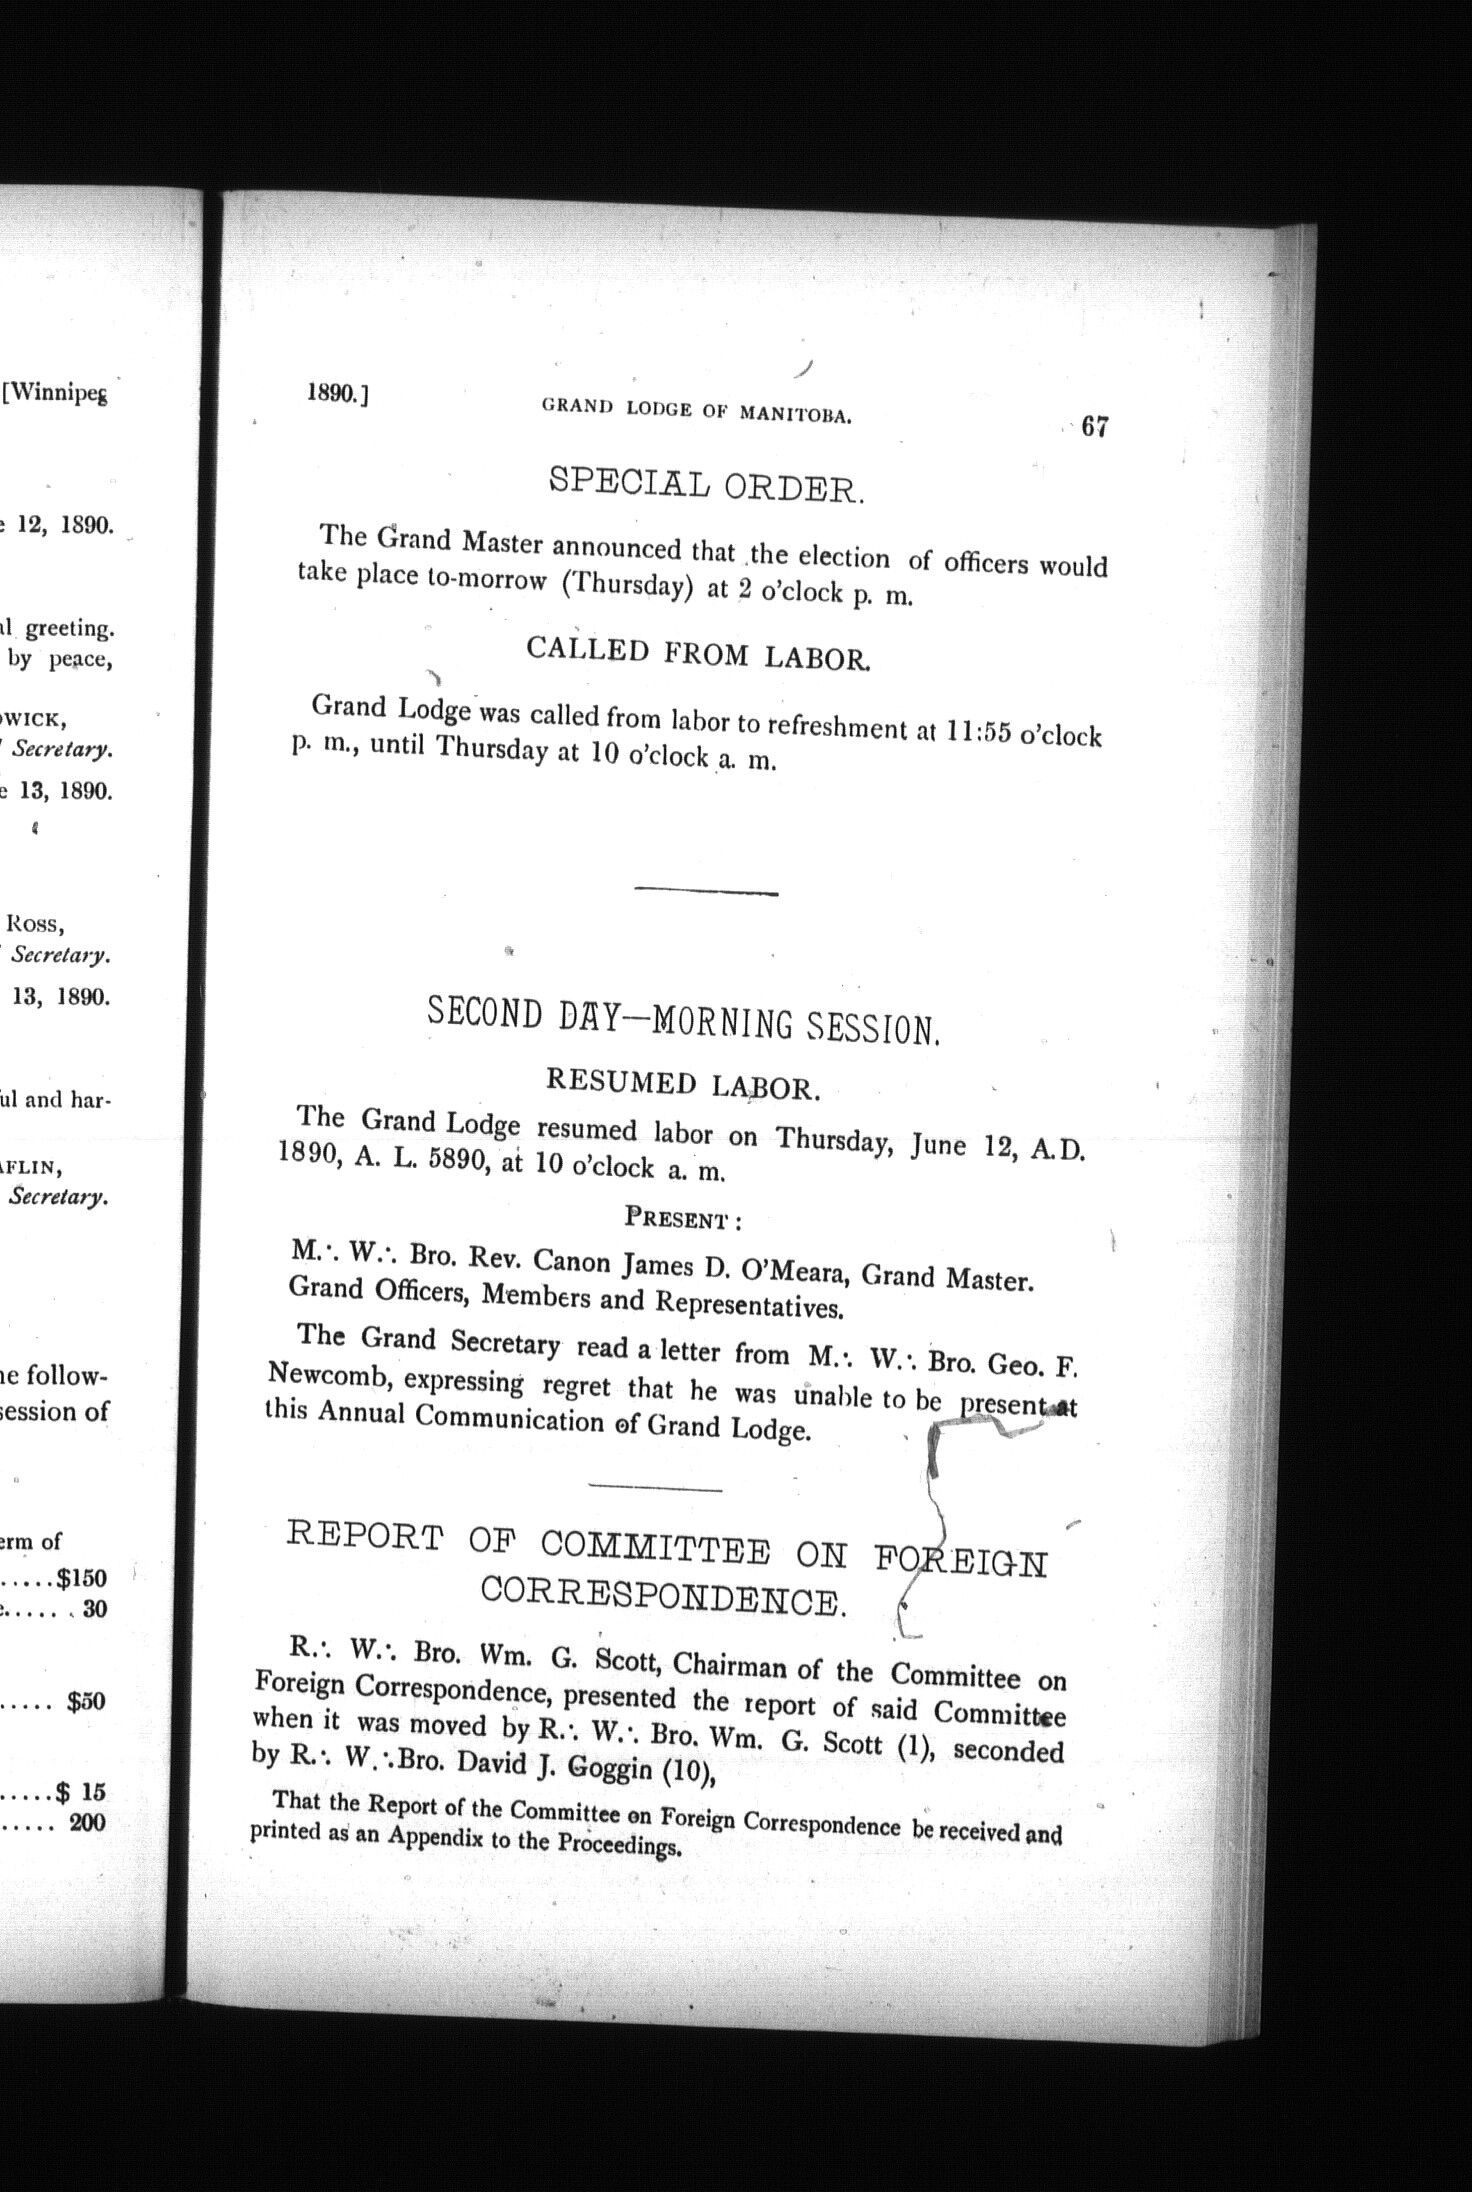 [Winnipeg
12, 1890.
greeting.
by peace,
WICK,
Secretary.
13, 1890.
Ross,
Secretary.
13, 1890.
ul and har-
AFLIN,
Secretary.
he follow-
session of
erm of
.....$150
e...... 30
..... $50
.....$ 15
..... 200
1890.] GRAND LODGE OF MANITOBA. 67
SPECIAL ORDER.
The Grand Master announced that the election of officers would
take place to-morrow (Thursday) at 2 o'clock p. m.
CALLED FROM LABOR.
Grand Lodge was called from labor to refreshment at 11:55 o'clock
p. m., until Thursday at 10 o'clock a. m.
SECOND DAY—MORNING SESSION.
RESUMED LABOR.
The Grand Lodge resumed labor on Thursday, June 12, A.D.
1890, A. L. 5890, at 10 o'clock a. m.
PRESENT:
M.·. W.·. Bro. Rev. Canon James D. O'Meara, Grand Master.
Grand Officers, Members and Representatives.
The Grand Secretary read a letter from M.·. W.·. Bro. Geo. F.
Newcomb, expressing regret that he was unable to be present at
this Annual Communication of Grand Lodge.
REPORT OF COMMITTEE ON FOREIGN
CORRESPONDENCE.
R.·. W.·. Bro. Wm. G. Scott, Chairman of the Committee on
Foreign Correspondence, presented the report of said Committee
when it was moved by R.·. W.·. Bro. Wm. G. Scott (1), seconded
by R.·. W.·.Bro. David J. Goggin (10),
That the Report of the Committee on Foreign Correspondence be received and
printed as an Appendix to the Proceedings.